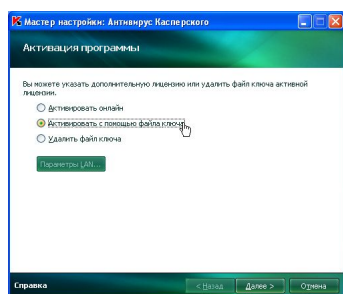 Мастер настройки: Антивирус Касперского
Активация программы
Вы можете указать дополнительную лицензию или удалить файл ключа активной
лицензии.
Активировать онлайн
Активировать с помощью файла ключа
Удалить файл ключа
Параметры LAN...
Справка
< Назад
Далее >
Отмена